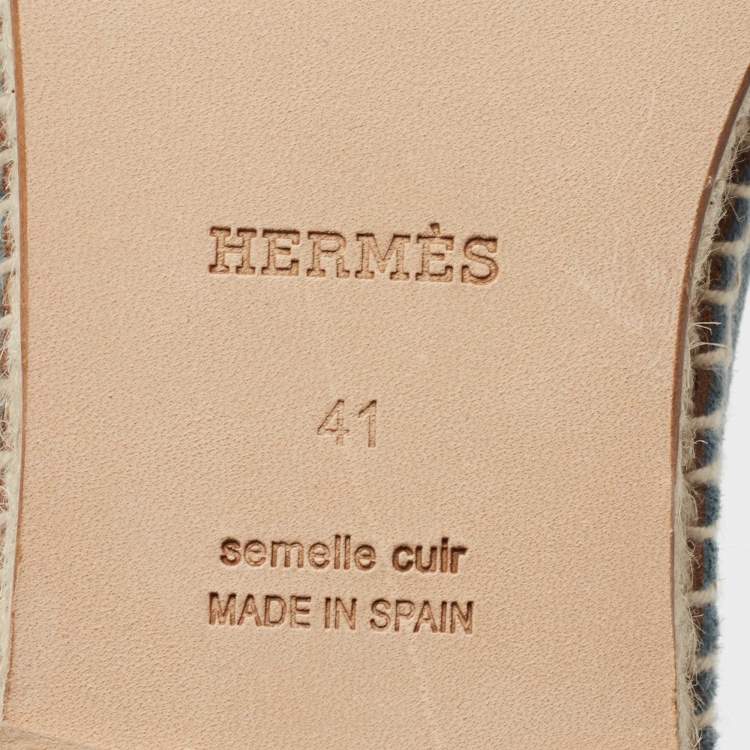 HERMÈS
41
semelle cuir
MADE IN SPAIN